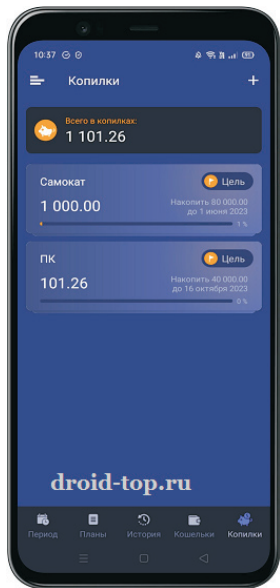 10:37
Копилки
+
Всего в копилках:
1 101.26
Самокат
Цель
1 000.00
Накопить 80 000.00
до 1 июня 2023
1 %
ПК
Цель
101.26
Накопить 40 000.00
до 16 октября 2023
0 %
droid-top.ru
Период Планы История Кошельки Копилки